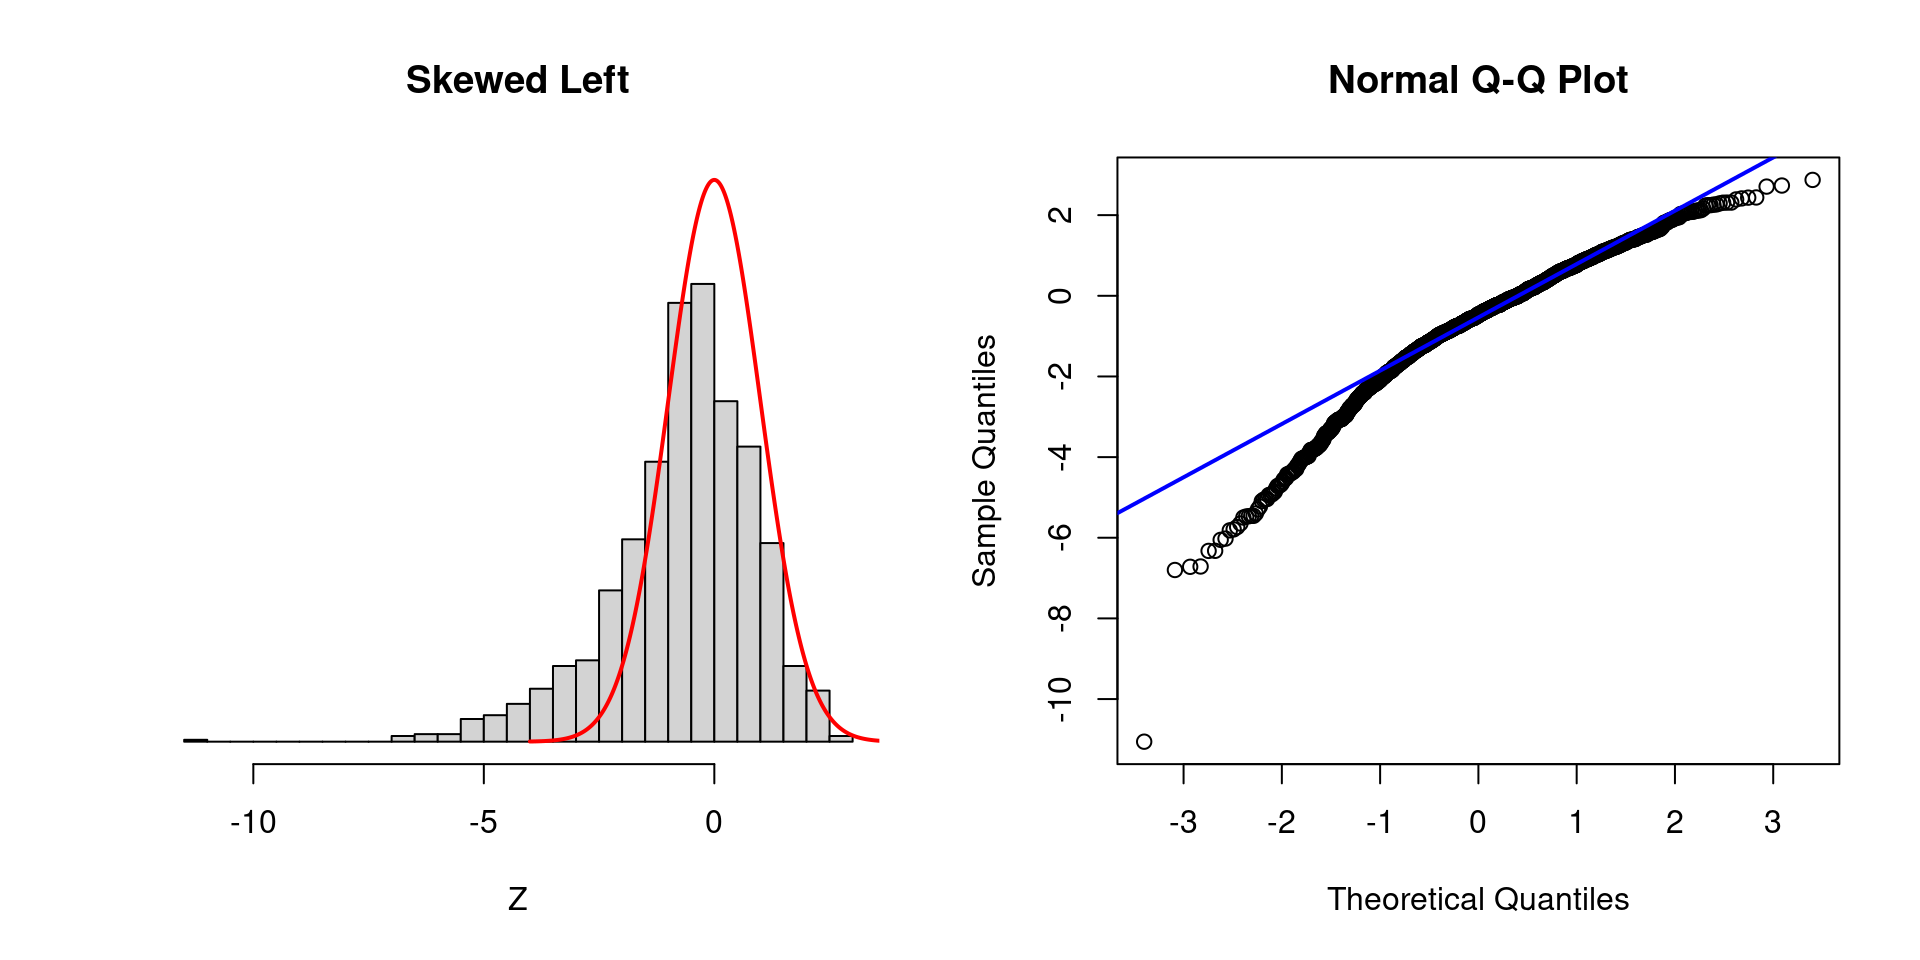 Skewed Left
-10 -5 0
Z
Normal Q-Q Plot
Sample Quantiles
2
0
-2
-4
-6
-8
-10
-3 -2 -1 0 1 2 3
Theoretical Quantiles